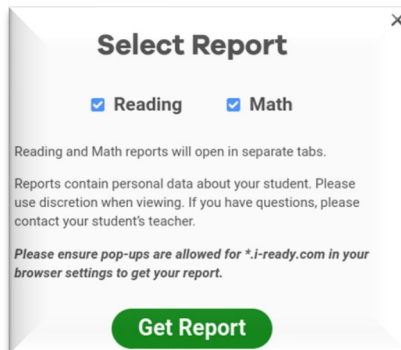 Select Report
Reading Math
Reading and Math reports will open in separate tabs.
Reports contain personal data about your student. Please
use discretion when viewing. If you have questions, please
contact your student's teacher.
Please ensure pop-ups are allowed for *.i-ready.com in your
browser settings to get your report.
Get Report